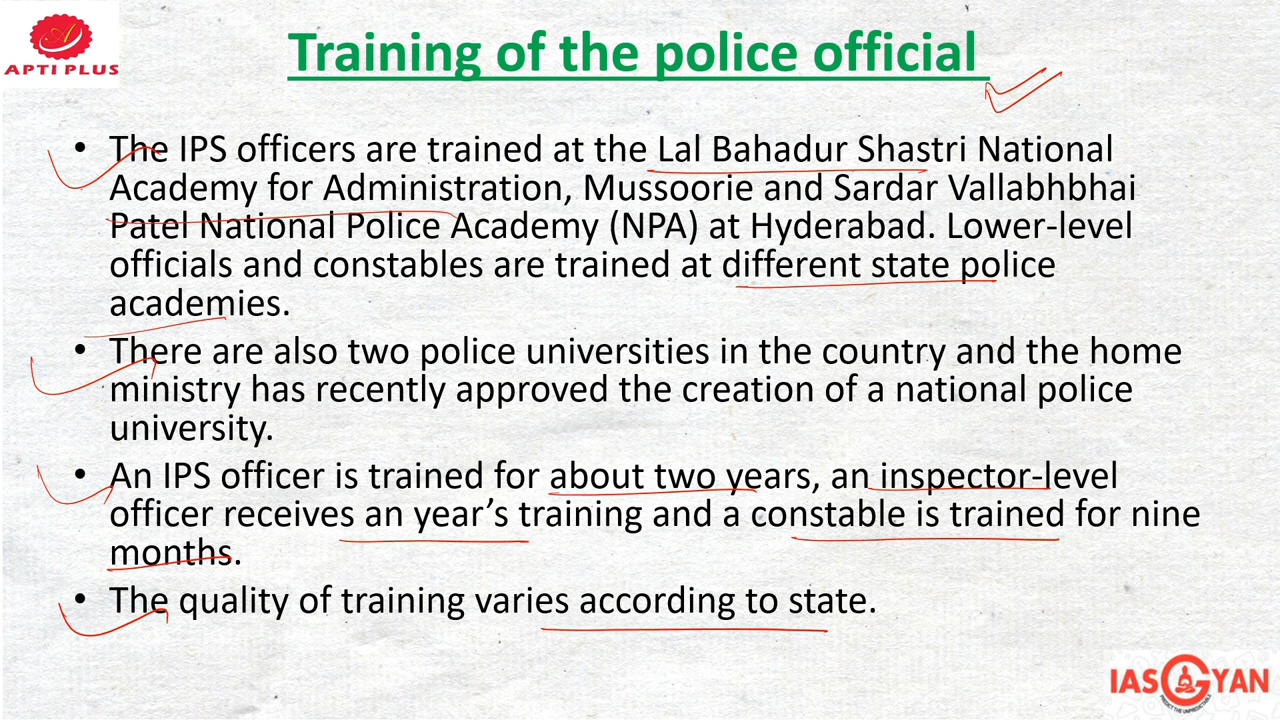 APTI PLUS
Training of the police official
• The IPS officers are trained at the Lal Bahadur Shastri National
Academy for Administration, Mussoorie and Sardar Vallabhbhai
Patel National Police Academy (NPA) at Hyderabad. Lower-level
officials and constables are trained at different state police
academies.
• There are also two police universities in the country and the home
ministry has recently approved the creation of a national police
university.
• An IPS officer is trained for about two years, an inspector-level
officer receives an year’s training and a constable is trained for nine
months.
• The quality of training varies according to state.
IAS GYAN
PREDICT THE UNPREDICTABLE